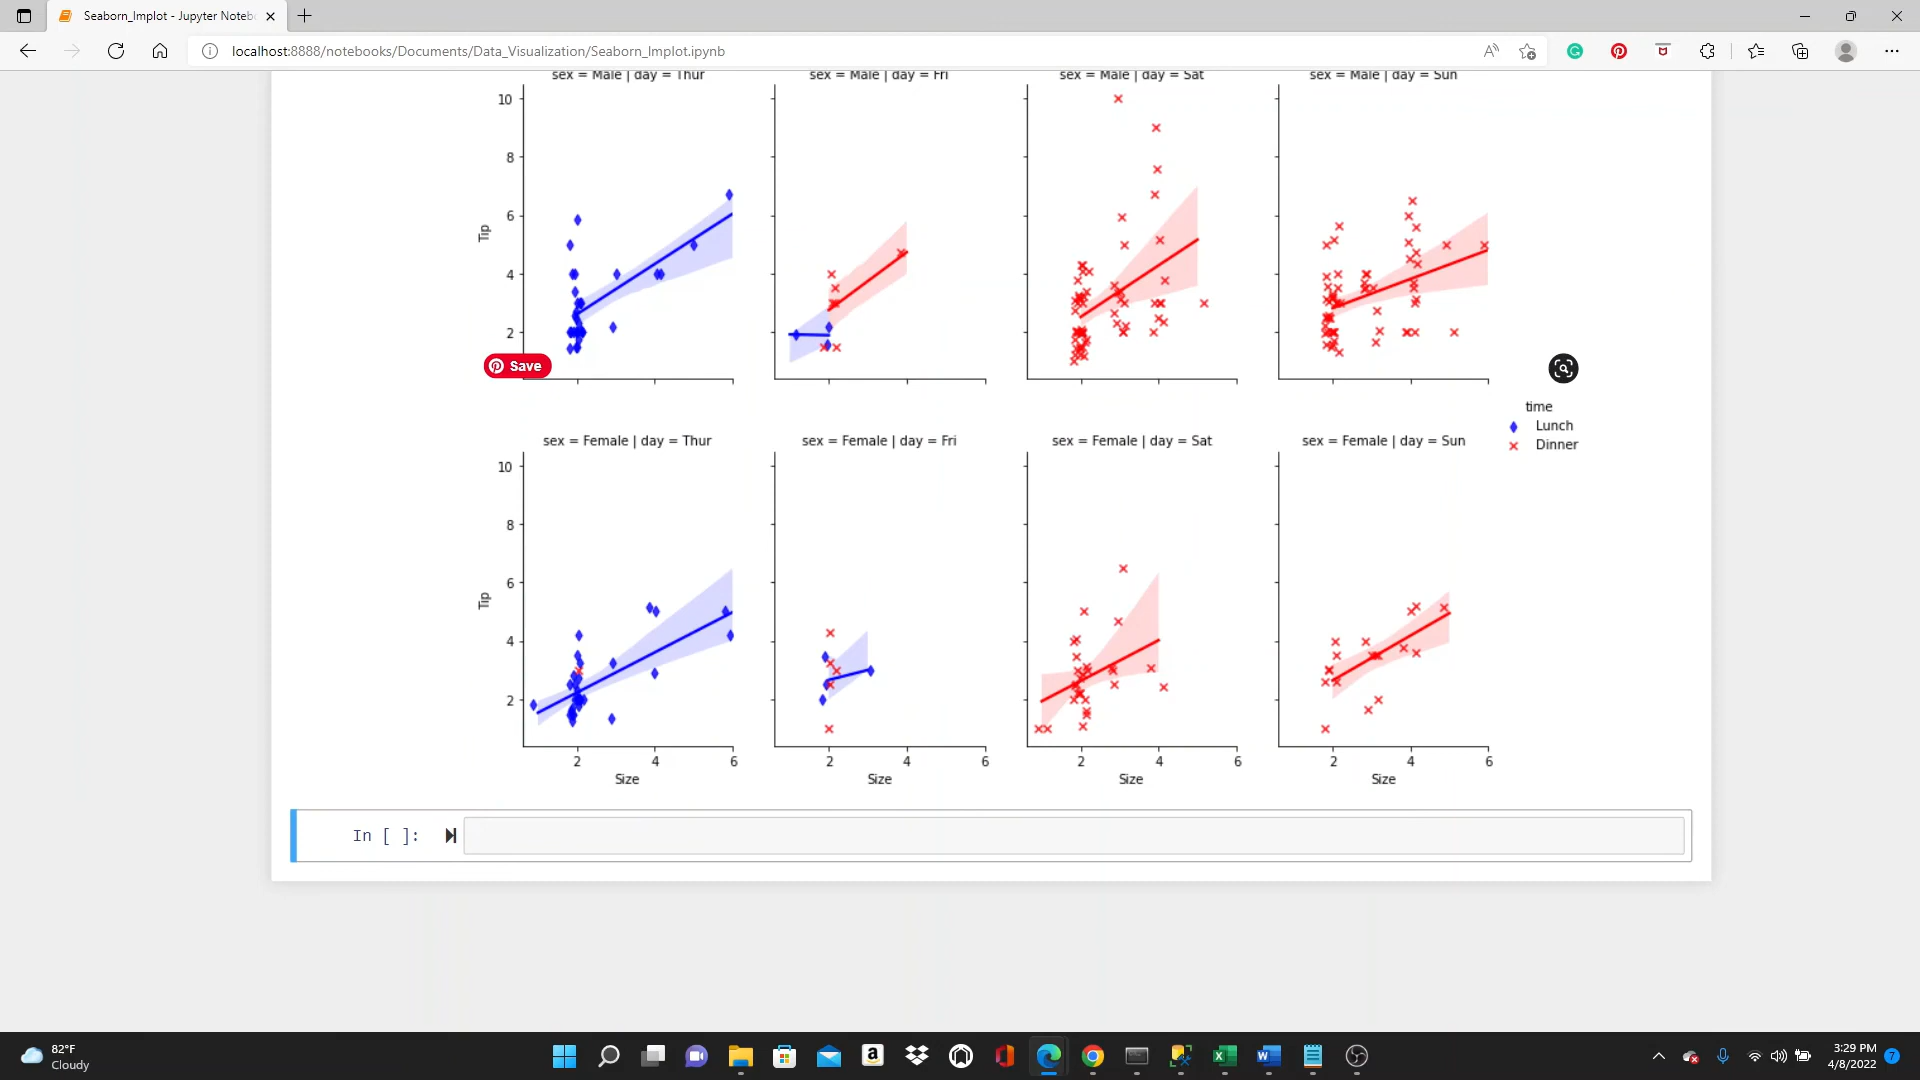 Seaborn_lmplot - Jupyter Noteb
localhost:8888/notebooks/Documents/Data_Visualization/Seaborn_lmplot.ipynb
sex = Male | day = Thur
sex = Male | day = Fri
sex = Male | day = Sat
sex = Male | day = Sun
10
8
6
4
2
Tip
Save
time
Lunch
Dinner
sex = Female | day = Thur
sex = Female | day = Fri
sex = Female | day = Sat
sex = Female | day = Sun
10
8
6
4
2
Tip
2 4 6
2 4 6
2 4 6
2 4 6
Size
Size
Size
Size
In [ ]:
82°F
Cloudy
3:29 PM
4/8/2022
7